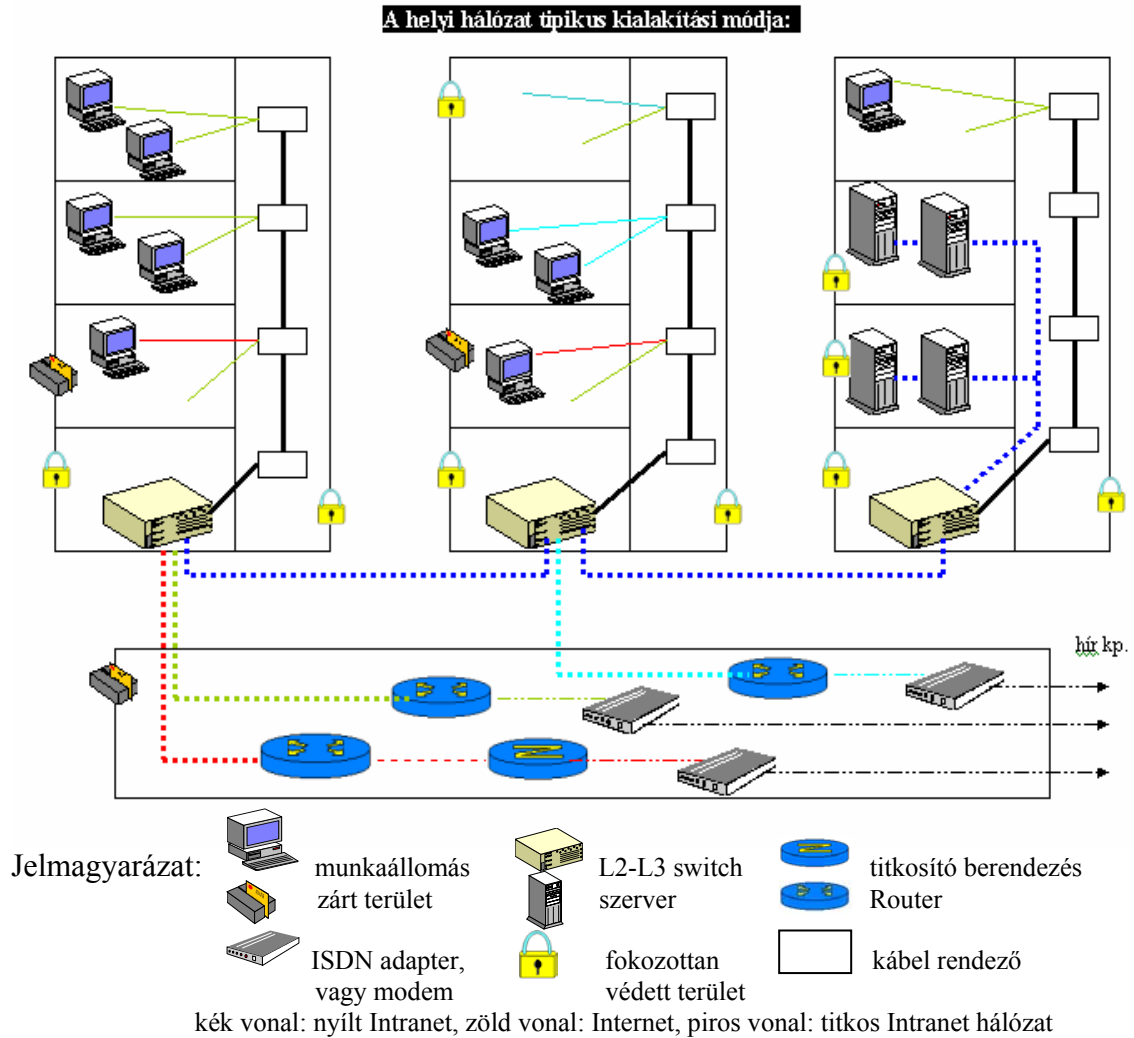 A helyi hálózat tipikus kialakítási módja:
hír kp.
Jelmagyarázat:
munkaállomás
L2-L3 switch
titkosító berendezés
zárt terület
szerver
Router
ISDN adapter,
vagy modem
fokozottan
védett terület
kábel rendező
kék vonal: nyílt Intranet, zöld vonal: Internet, piros vonal: titkos Intranet hálózat